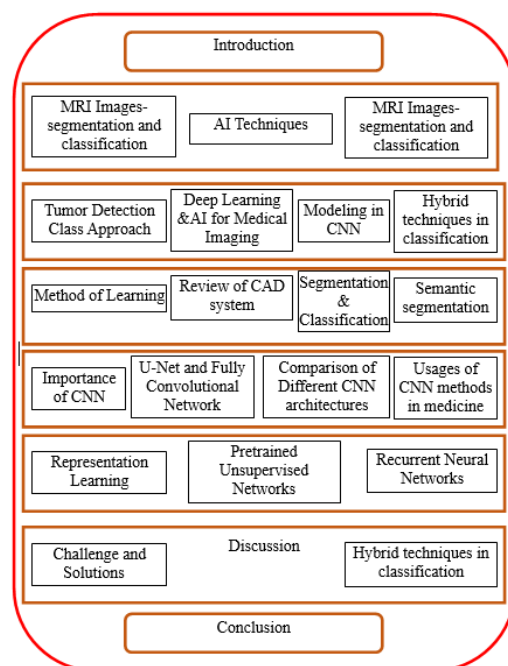 Introduction
MRI Images-
segmentation and
classification
AI Techniques
MRI Images-
segmentation and
classification
Tumor Detection
Class Approach
Deep Learning
&AI for Medical
Imaging
Modeling in
CNN
Hybrid
techniques in
classification
Method of Learning
Review of CAD
system
Segmentation
&
Classification
Semantic
segmentation
Importance
of CNN
U-Net and Fully
Convolutional
Network
Comparison of
Different CNN
architectures
Usages of
CNN methods
in medicine
Representation
Learning
Pretrained
Unsupervised
Networks
Recurrent Neural
Networks
Challenge and
Solutions
Discussion
Hybrid techniques in
classification
Conclusion